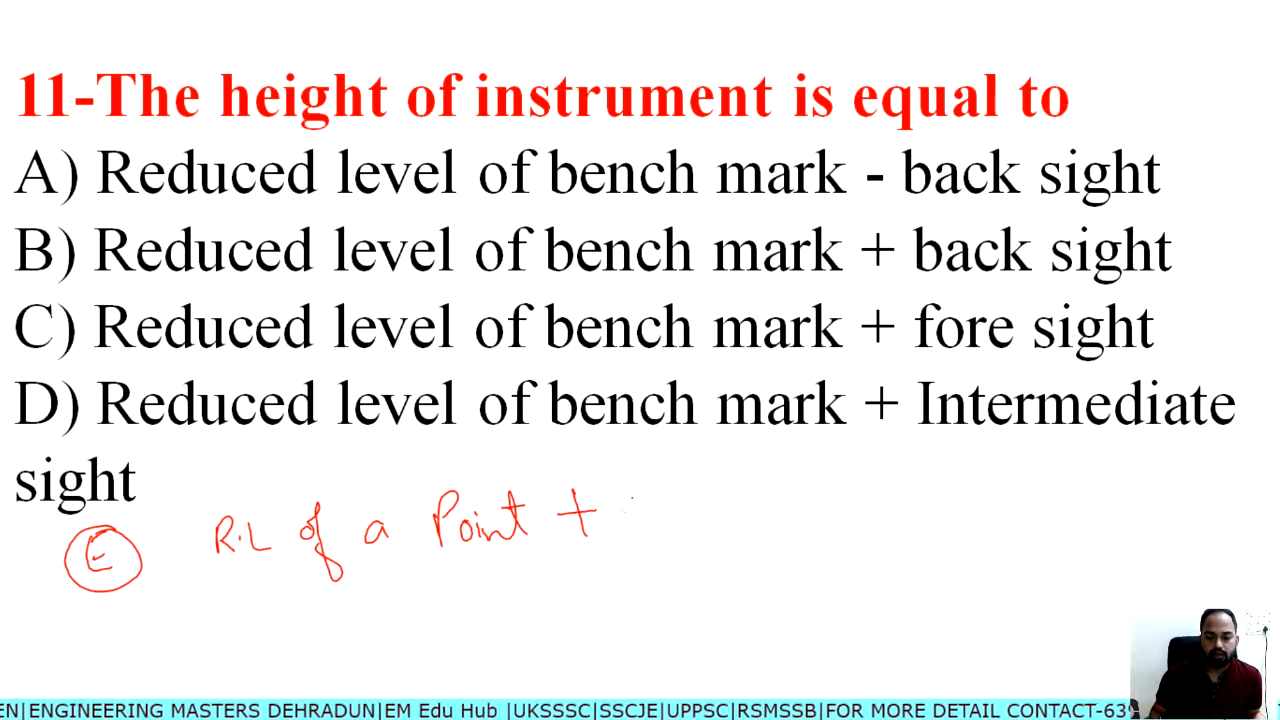 11-The height of instrument is equal to
A) Reduced level of bench mark - back sight
B) Reduced level of bench mark + back sight
C) Reduced level of bench mark + fore sight
D) Reduced level of bench mark + Intermediate
sight
E R.L of a Point +
EN|ENGINEERING MASTERS DEHRADUN|EM Edu Hub |UKSSSC|SSCJE|UPPSC|RSMSSB|FOR MORE DETAIL CONTACT-63